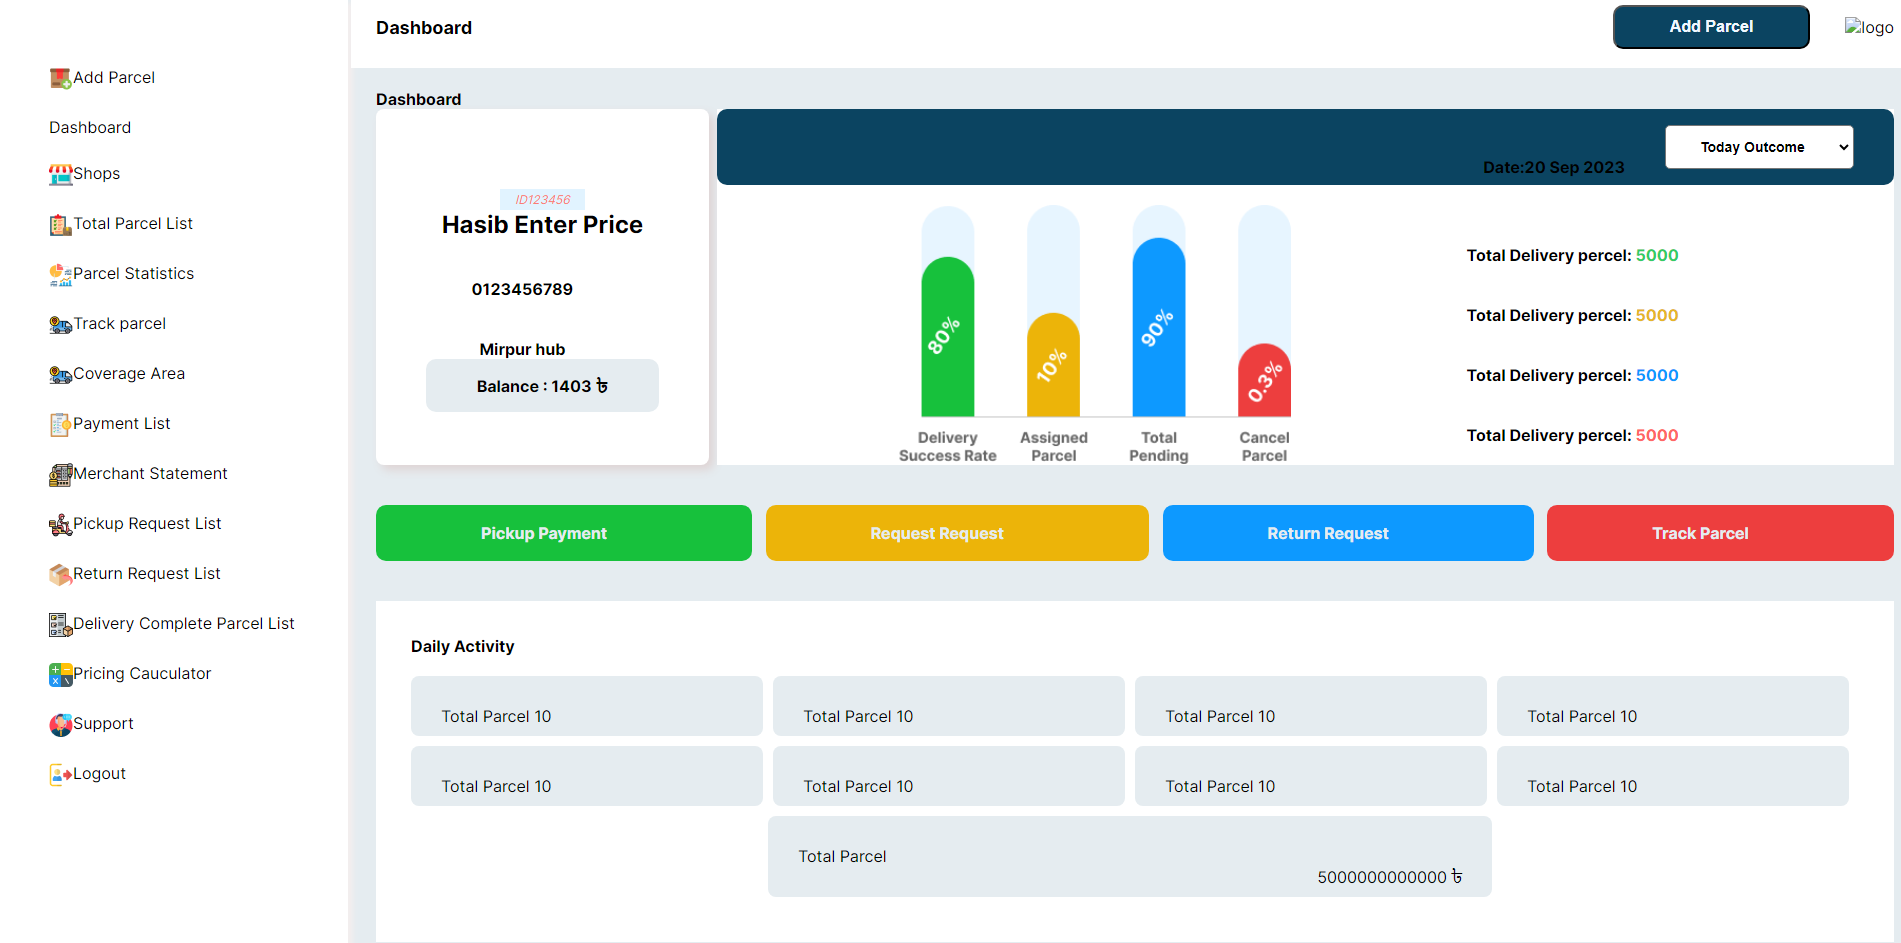 Dashboard
Add Parcel
logo
Add Parcel
Dashboard
Shops
Total Parcel List
Parcel Statistics
Track parcel
Coverage Area
Payment List
Merchant Statement
Pickup Request List
Return Request List
Delivery Complete Parcel List
Pricing Cauculator
Support
Logout
Dashboard
ID123456
Hasib Enter Price
0123456789
Mirpur hub
Balance : 1403 ৳
Date:20 Sep 2023
Today Outcome
80%
10%
90%
0.3%
Delivery
Success Rate
Assigned
Parcel
Total
Pending
Cancel
Parcel
Total Delivery percel: 5000
Total Delivery percel: 5000
Total Delivery percel: 5000
Total Delivery percel: 5000
Pickup Payment
Request Request
Return Request
Track Parcel
Daily Activity
Total Parcel 10
Total Parcel 10
Total Parcel 10
Total Parcel 10
Total Parcel 10
Total Parcel 10
Total Parcel 10
Total Parcel 10
Total Parcel
5000000000000 ৳